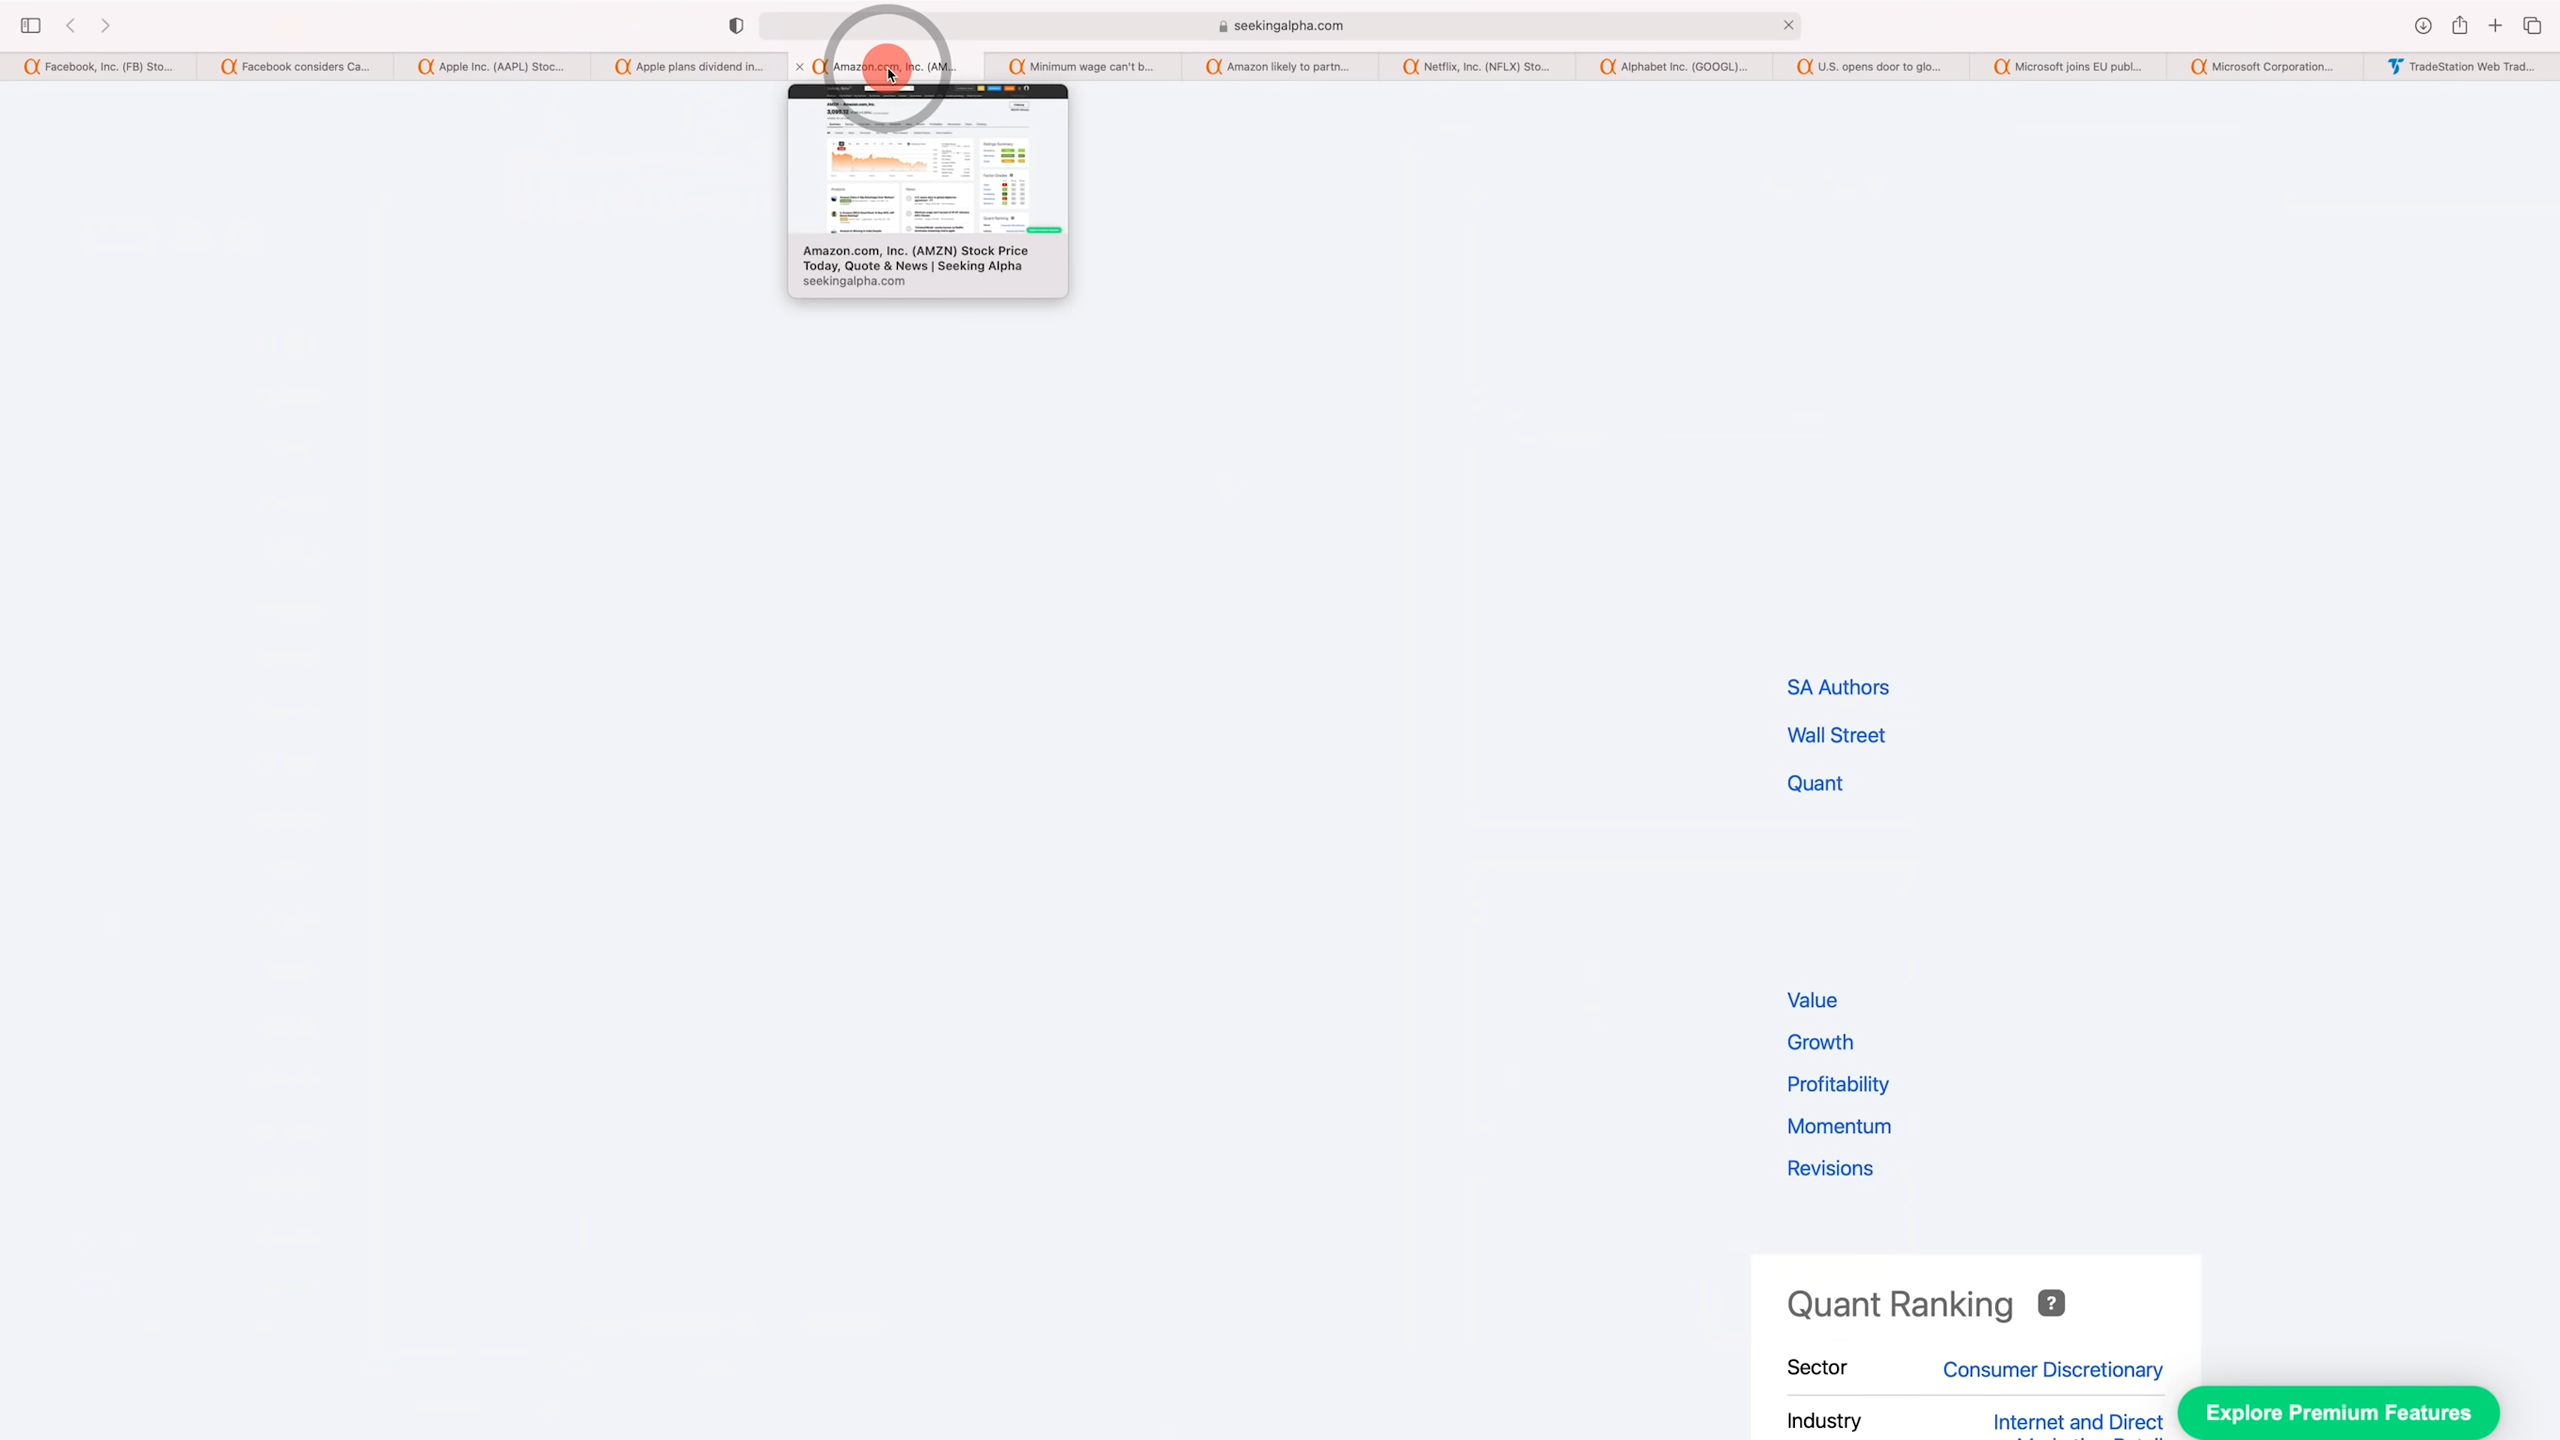 seekingalpha.com
Facebook, Inc. (FB) Sto...
Facebook considers Ca...
Apple Inc. (AAPL) Stoc...
Apple plans dividend in...
Amazon.com, Inc. (AM...
Minimum wage can't b...
Amazon likely to partn...
Netflix, Inc. (NFLX) Sto...
Alphabet Inc. (GOOGL)...
U.S. opens door to glo...
Microsoft joins EU publ...
Microsoft Corporation...
TradeStation Web Trad...
Amazon.com, Inc. (AMZN) Stock Price
Today, Quote & News | Seeking Alpha
seekingalpha.com
SA Authors
Wall Street
Quant
Value
Growth
Profitability
Momentum
Revisions
Quant Ranking ?
Sector Consumer Discretionary
Industry Internet and Direct
Explore Premium Features